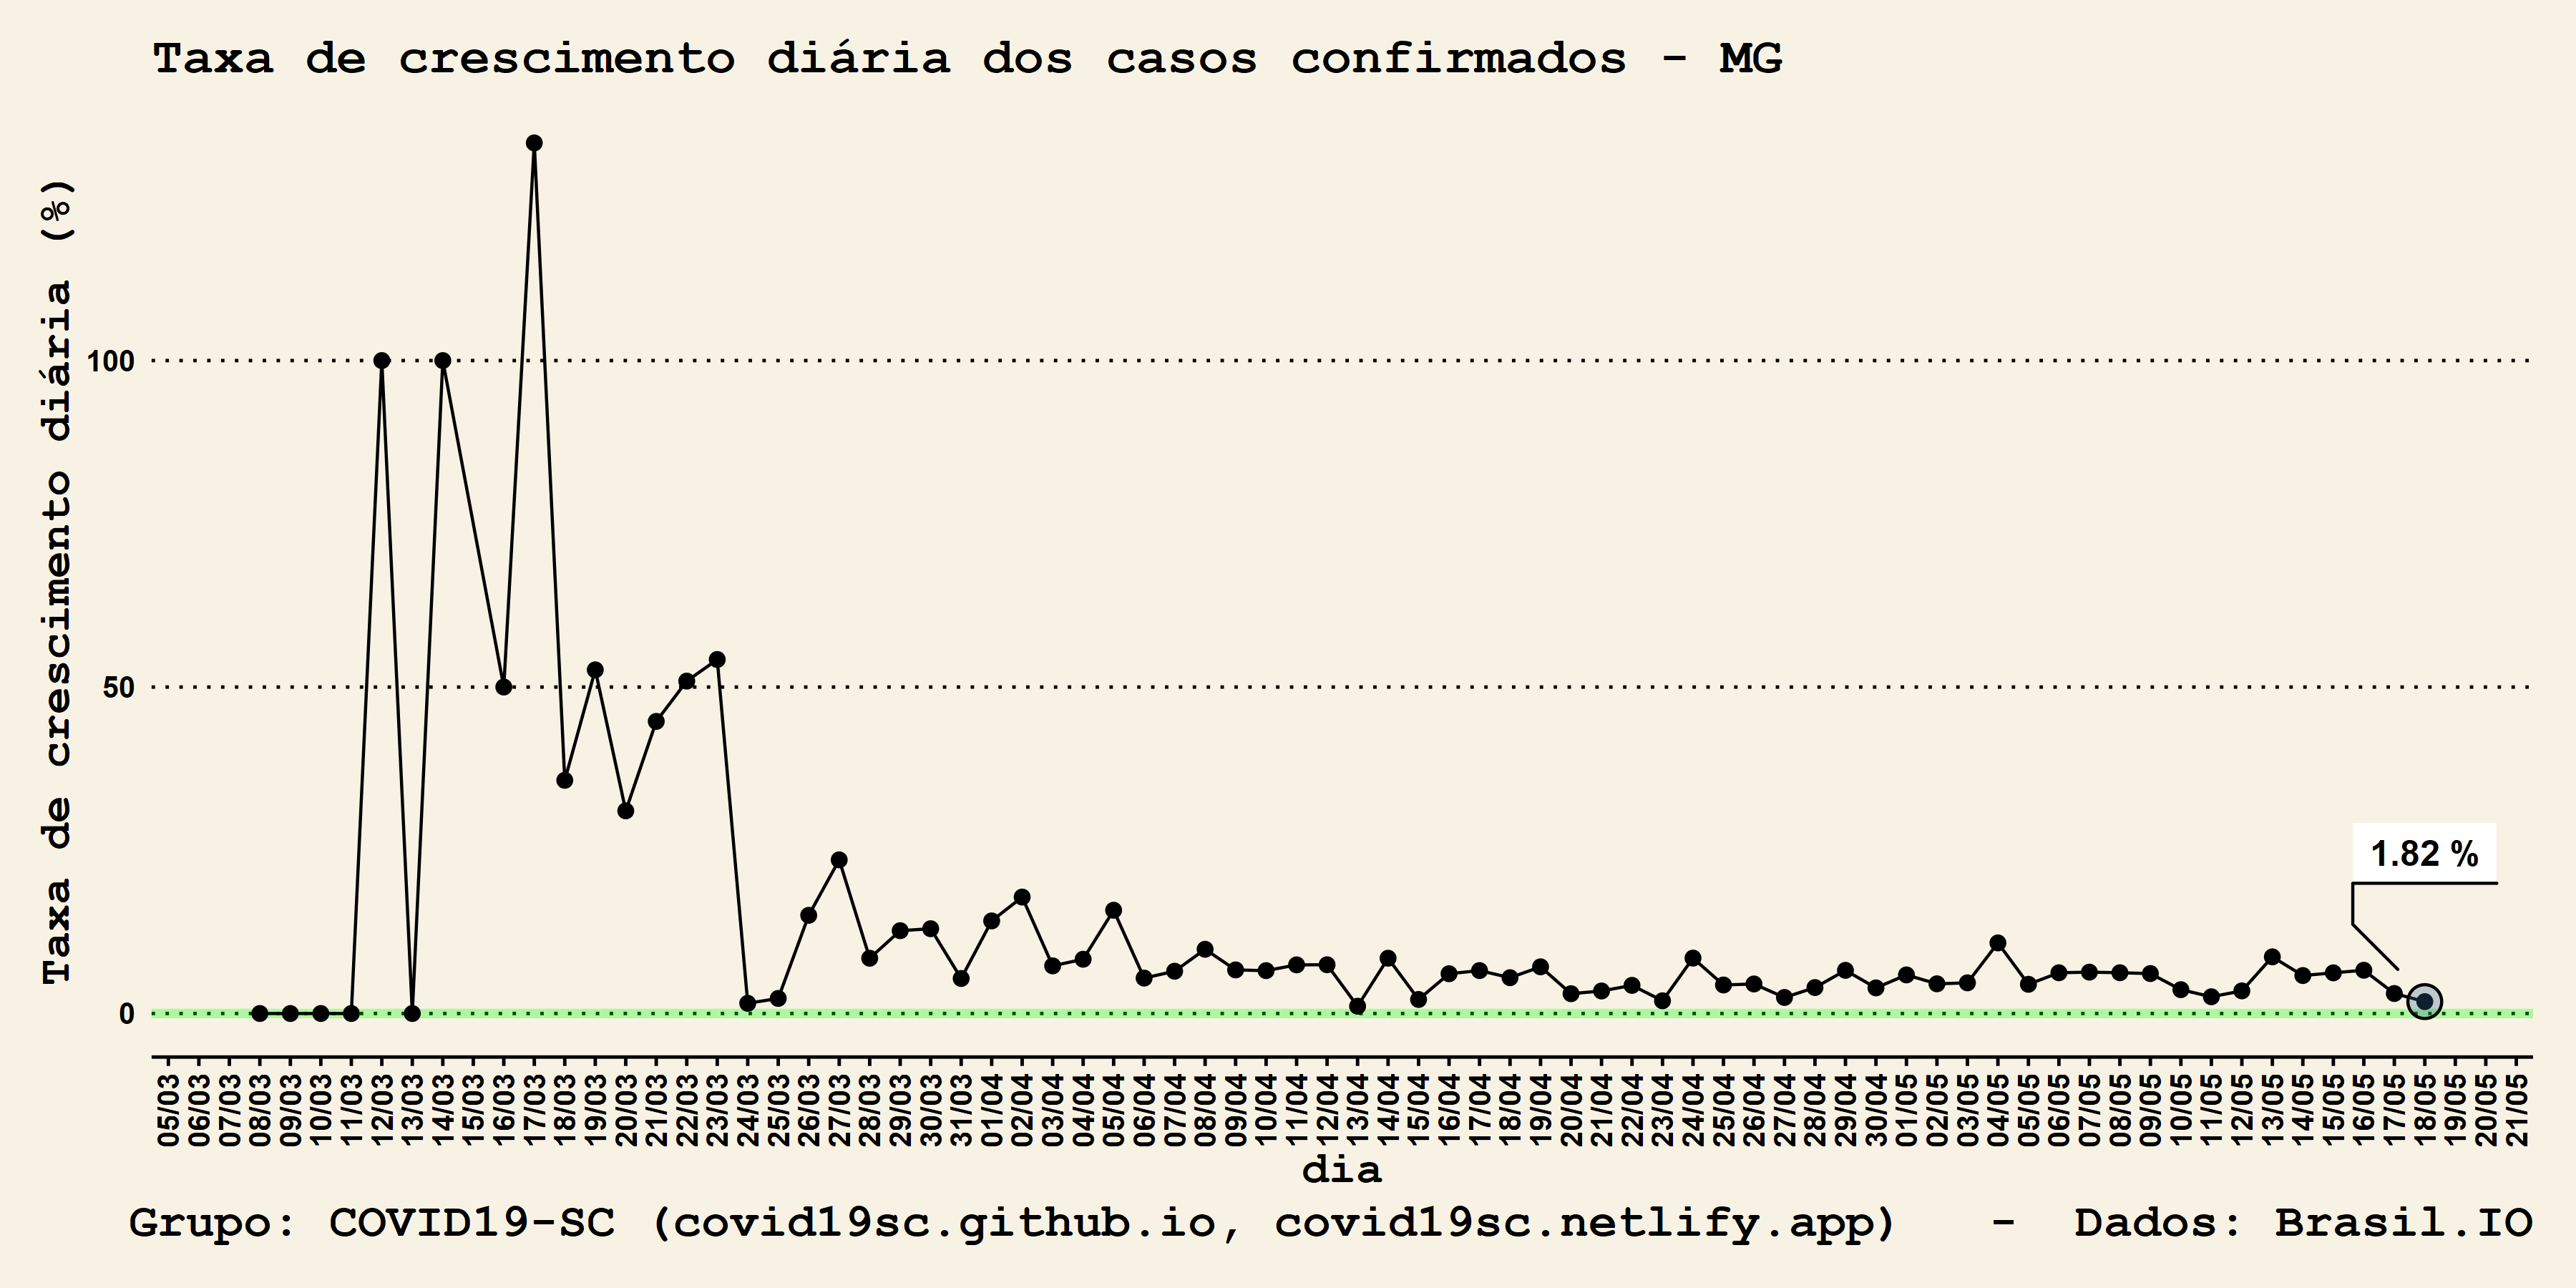 Taxa de crescimento diária dos casos confirmados - MG
Taxa de crescimento diária (%)
100
50
0
1.82 %
05/03 06/03 07/03 08/03 09/03 10/03 11/03 12/03 13/03 14/03 15/03 16/03 17/03 18/03 19/03 20/03 21/03 22/03 23/03 24/03 25/03 26/03 27/03 28/03 29/03 30/03 31/03 01/04 02/04 03/04 04/04 05/04 06/04 07/04 08/04 09/04 10/04 11/04 12/04 13/04 14/04 15/04 16/04 17/04 18/04 19/04 20/04 21/04 22/04 23/04 24/04 25/04 26/04 27/04 28/04 29/04 30/04 01/05 02/05 03/05 04/05 05/05 06/05 07/05 08/05 09/05 10/05 11/05 12/05 13/05 14/05 15/05 16/05 17/05 18/05 19/05 20/05 21/05
dia
Grupo: COVID19-SC (covid19sc.github.io, covid19sc.netlify.app) - Dados: Brasil.IO